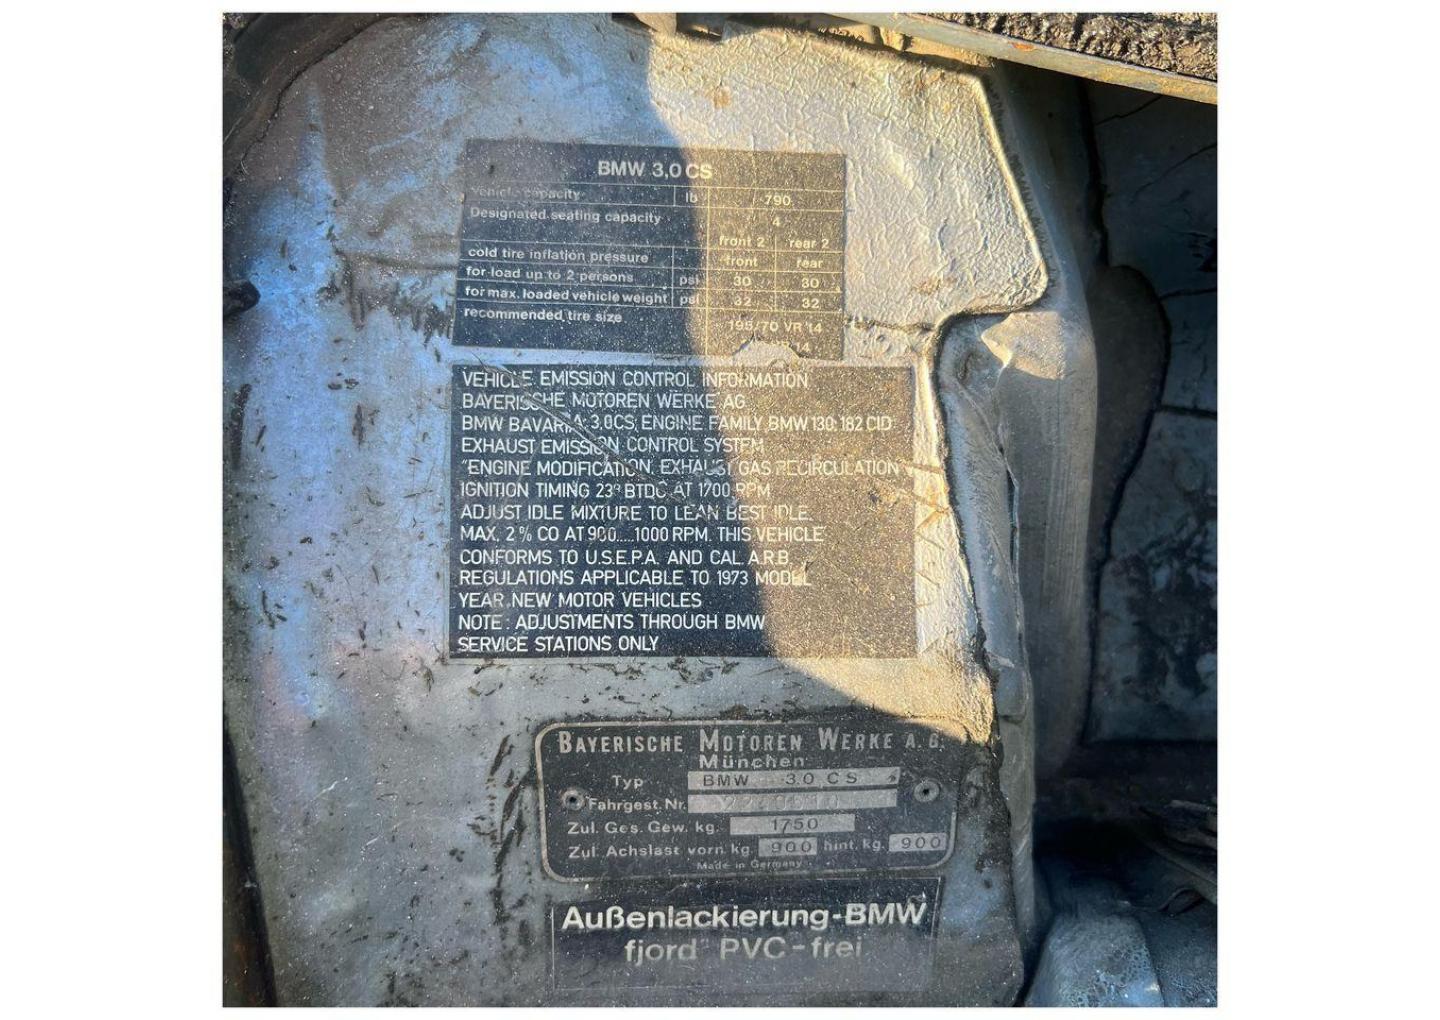 BMW 3,0 CS
vehicle capacity lb 790
Designated seating capacity 4
front 2 rear 2
cold tire inflation pressure front rear
for load up to 2 persons psi 30 30
for max. loaded vehicle weight psi 32 32
recommended tire size
195/70 VR 14
14
VEHICLE EMISSION CONTROL INFORMATION
BAYERISCHE MOTOREN WERKE AG
BMW BAVARIA; 3,0CS; ENGINE FAMILY BMW 130; 182 CID
EXHAUST EMISSION CONTROL SYSTEM
"ENGINE MODIFICATION, EXHAUST GAS RECIRCULATION
IGNITION TIMING 23° BTDC AT 1700 RPM
ADJUST IDLE MIXTURE TO LEAN BEST IDLE.
MAX. 2 % CO AT 900....1000 RPM. THIS VEHICLE
CONFORMS TO U.S.E.P.A. AND CAL. A.R.B.
REGULATIONS APPLICABLE TO 1973 MODEL
YEAR NEW MOTOR VEHICLES
NOTE : ADJUSTMENTS THROUGH BMW
SERVICE STATIONS ONLY
BAYERISCHE MOTOREN WERKE A. G.
München
Typ BMW 3.0 CS
Fahrgest. Nr.
Zul. Ges. Gew. kg. 1750
Zul. Achslast vorn kg. 900 hint. kg. 900
Made in Germany
Außenlackierung-BMW
fjord PVC-frei